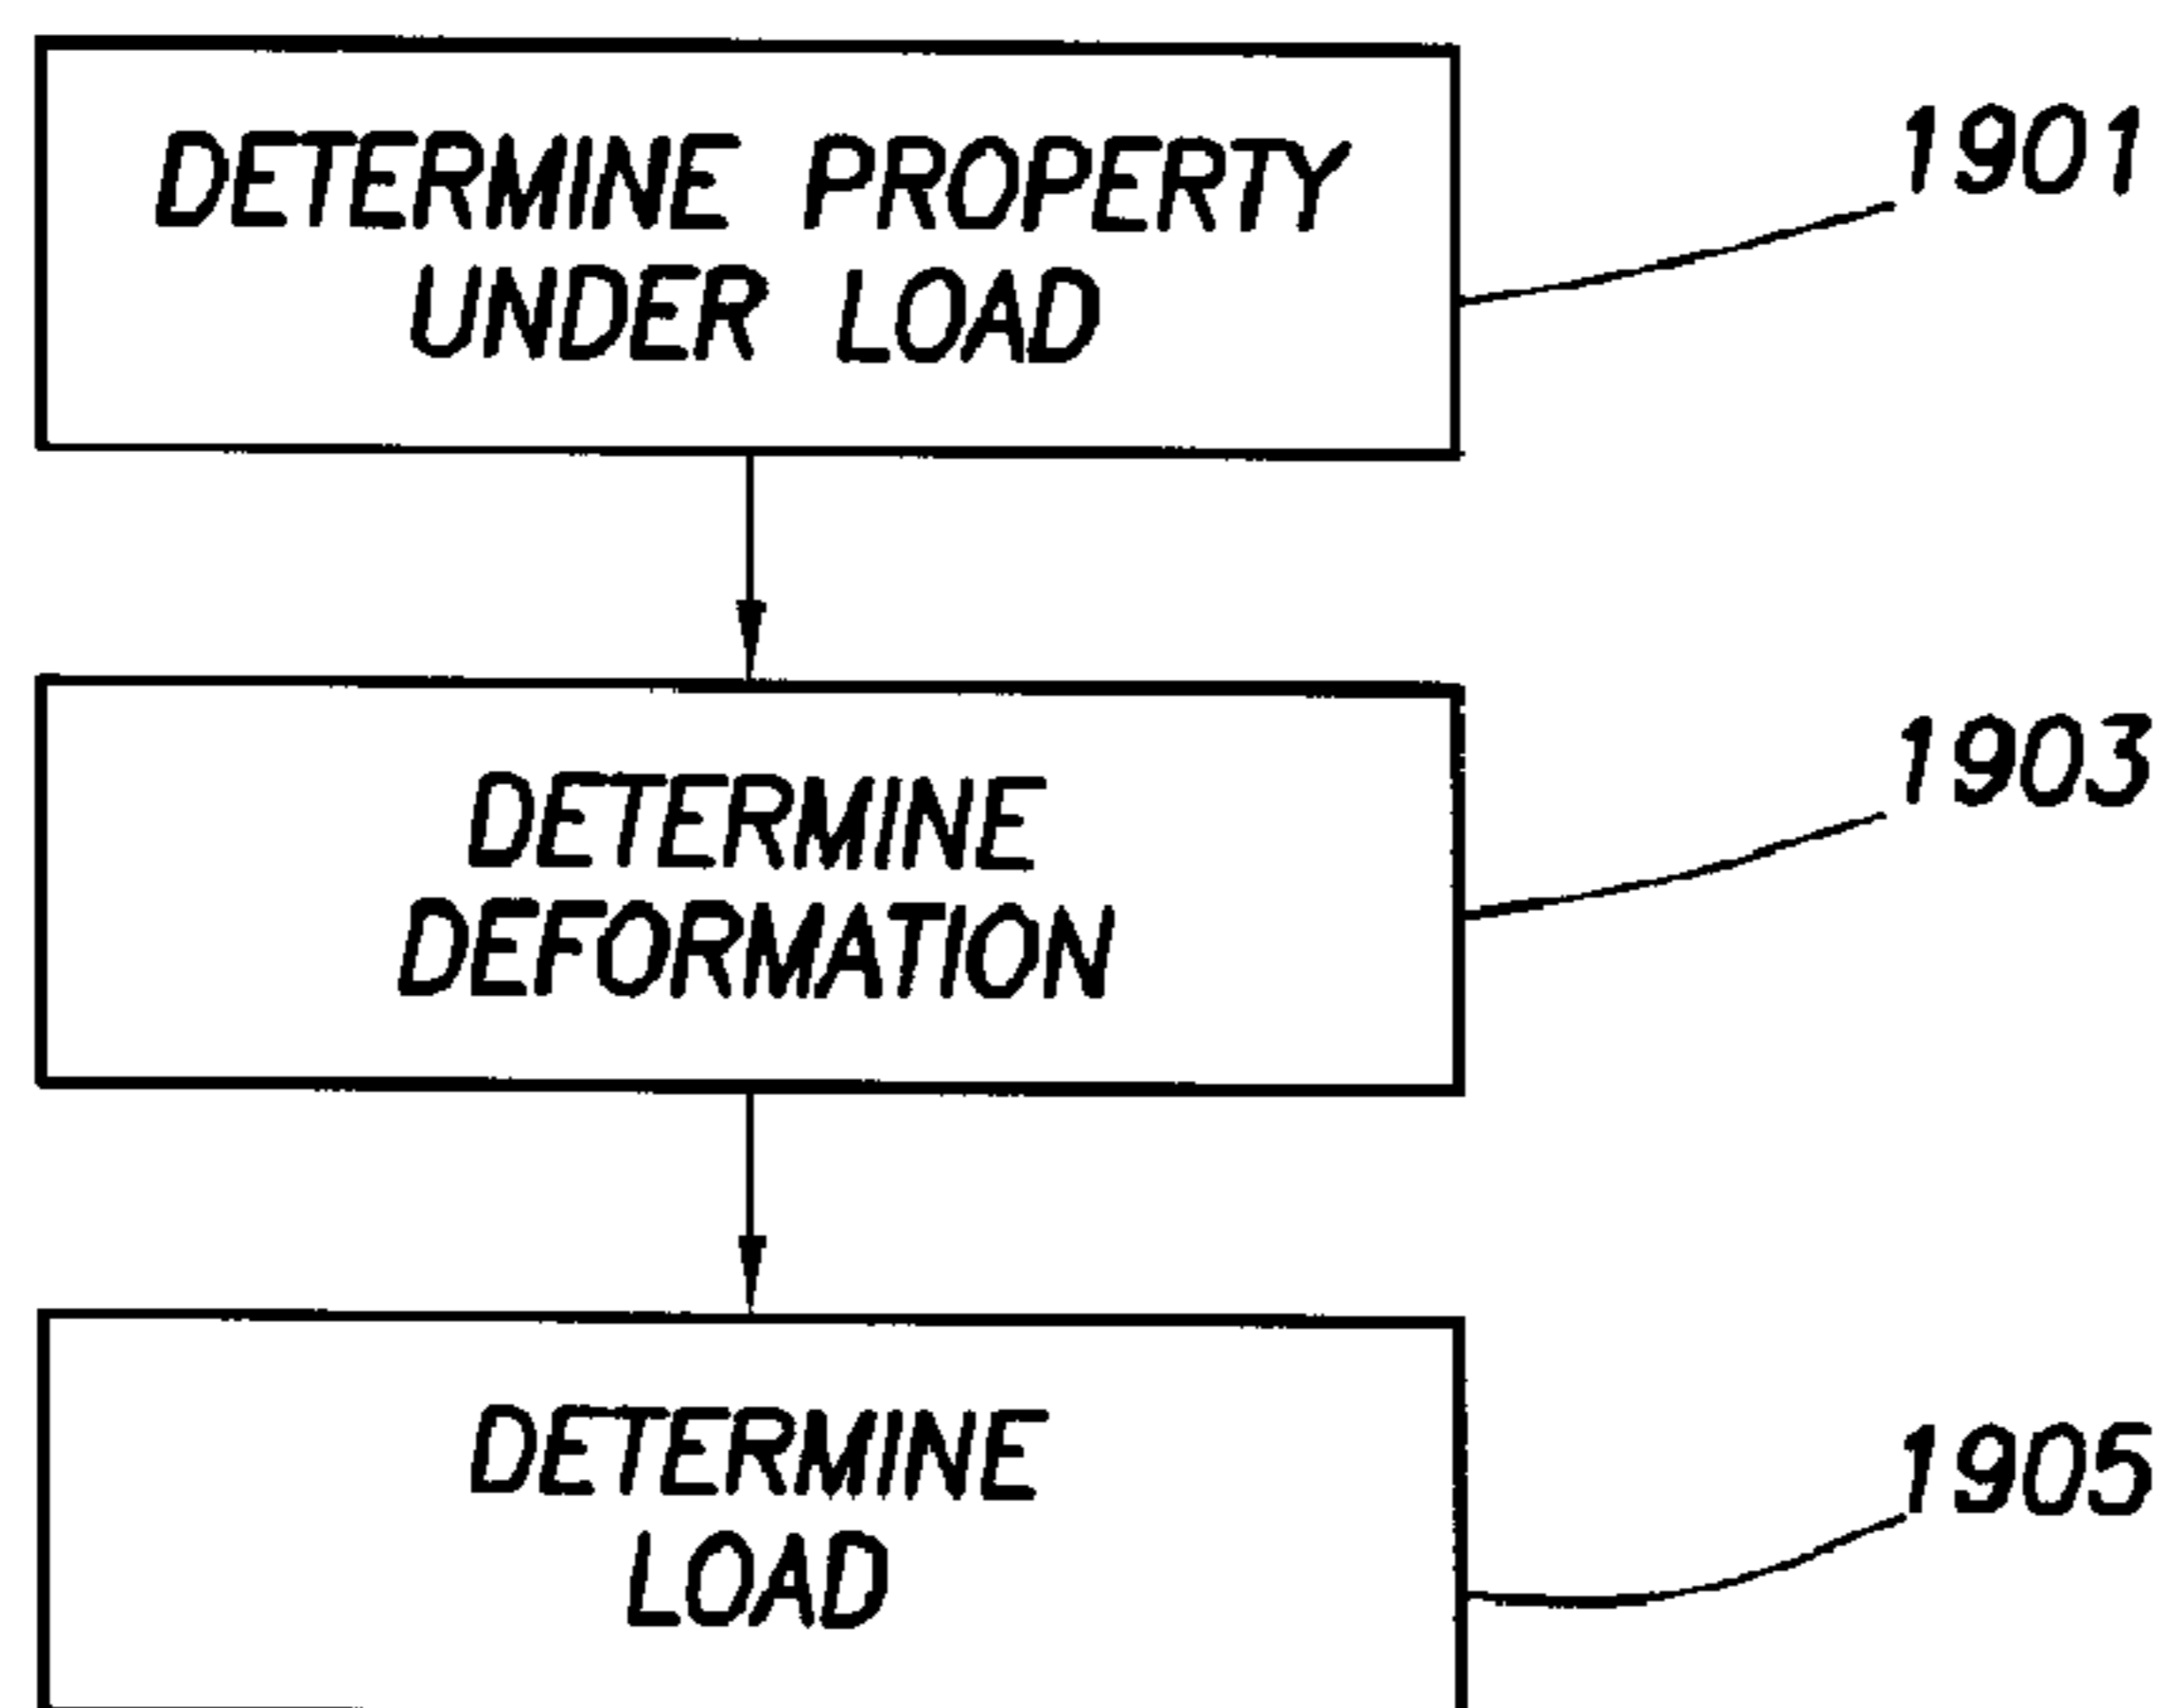 DETERMINE PROPERTY
UNDER LOAD
1901
DETERMINE
DEFORMATION
1903
DETERMINE
LOAD
1905